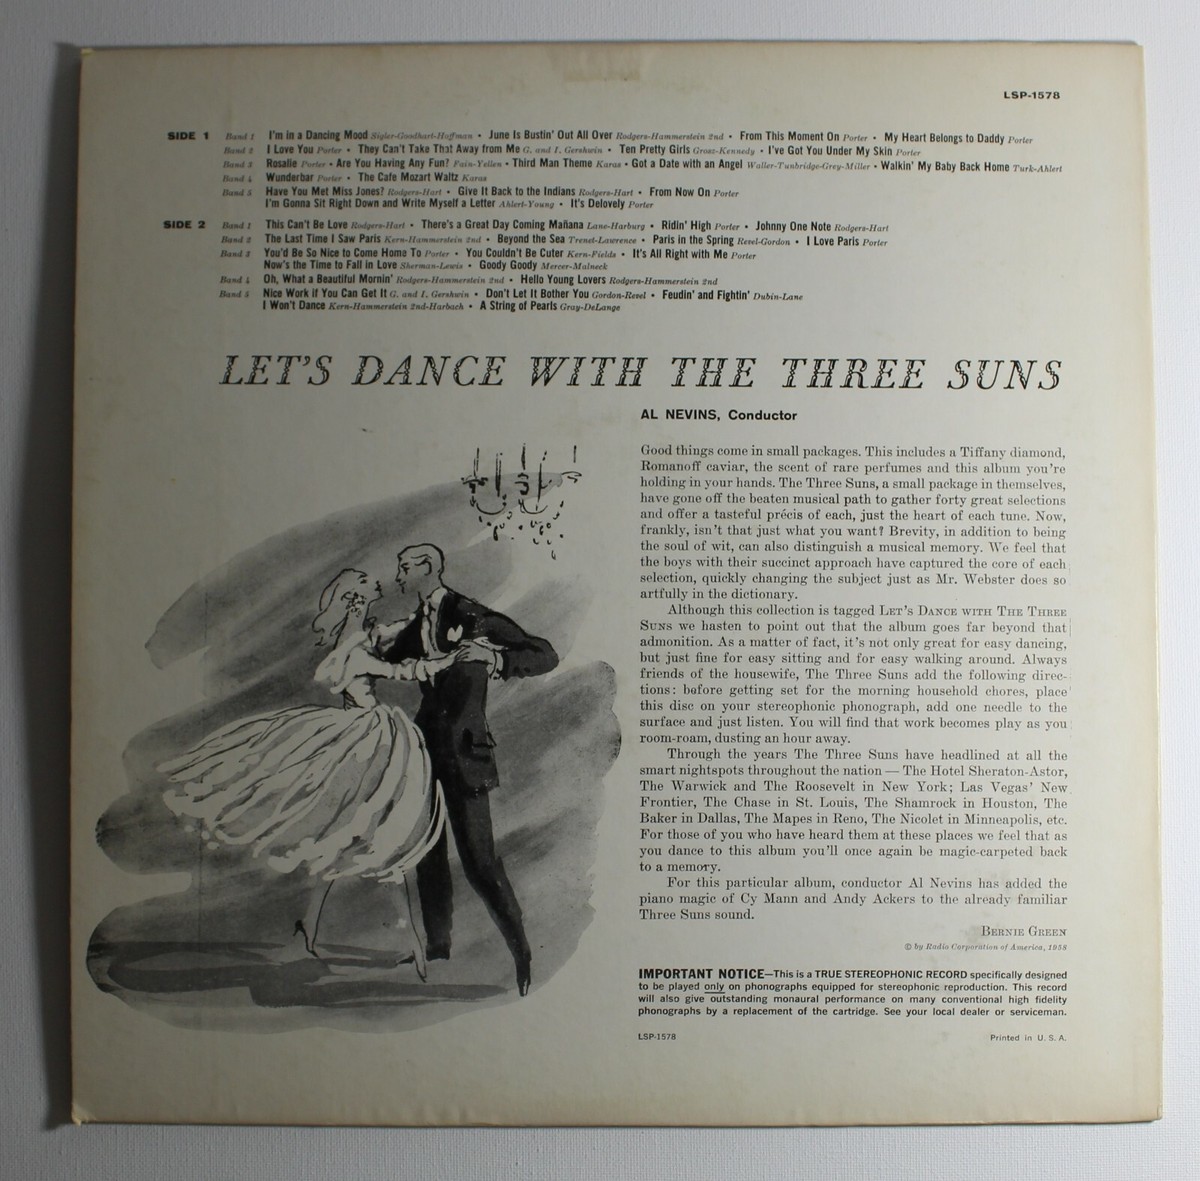 LSP-1578
SIDE 1 Band 1 I'm in a Dancing Mood Sigler-Goodhart-Hoffman • June Is Bustin' Out All Over Rodgers-Hammerstein 2nd • From This Moment On Porter • My Heart Belongs to Daddy Porter
Band 2 I Love You Porter • They Can't Take That Away from Me G. and I. Gershwin • Ten Pretty Girls Grosz-Kennedy • I've Got You Under My Skin Porter
Band 3 Rosalie Porter • Are You Having Any Fun? Fain-Yellen • Third Man Theme Karas • Got a Date with an Angel Waller-Tunbridge-Grey-Miller • Walkin' My Baby Back Home Turk-Ahlert
Band 4 Wunderbar Porter • The Cafe Mozart Waltz Karas
Band 5 Have You Met Miss Jones? Rodgers-Hart • Give It Back to the Indians Rodgers-Hart • From Now On Porter
I'm Gonna Sit Right Down and Write Myself a Letter Ahlert-Young • It's Delovely Porter
SIDE 2 Band 1 This Can't Be Love Rodgers-Hart • There's a Great Day Coming Mañana Lane-Harburg • Ridin' High Porter • Johnny One Note Rodgers-Hart
Band 2 The Last Time I Saw Paris Kern-Hammerstein 2nd • Beyond the Sea Trenet-Lawrence • Paris in the Spring Revel-Gordon • I Love Paris Porter
Band 3 You'd Be So Nice to Come Home To Porter • You Couldn't Be Cuter Kern-Fields • It's All Right with Me Porter
Now's the Time to Fall in Love Sherman-Lewis • Goody Goody Mercer-Malneck
Band 4 Oh, What a Beautiful Mornin' Rodgers-Hammerstein 2nd • Hello Young Lovers Rodgers-Hammerstein 2nd
Band 5 Nice Work if You Can Get It G. and I. Gershwin • Don't Let It Bother You Gordon-Revel • Feudin' and Fightin' Dubin-Lane
I Won't Dance Kern-Hammerstein 2nd-Harbach • A String of Pearls Gray-DeLange
LET'S DANCE WITH THE THREE SUNS
AL NEVINS, Conductor
Good things come in small packages. This includes a Tiffany diamond,
Romanoff caviar, the scent of rare perfumes and this album you're
holding in your hands. The Three Suns, a small package in themselves,
have gone off the beaten musical path to gather forty great selections
and offer a tasteful précis of each, just the heart of each tune. Now,
frankly, isn't that just what you want? Brevity, in addition to being
the soul of wit, can also distinguish a musical memory. We feel that
the boys with their succinct approach have captured the core of each
selection, quickly changing the subject just as Mr. Webster does so
artfully in the dictionary.
Although this collection is tagged LET'S DANCE WITH THE THREE
SUNS we hasten to point out that the album goes far beyond that
admonition. As a matter of fact, it's not only great for easy dancing,
but just fine for easy sitting and for easy walking around. Always
friends of the housewife, The Three Suns add the following direc-
tions: before getting set for the morning household chores, place
this disc on your stereophonic phonograph, add one needle to the
surface and just listen. You will find that work becomes play as you
room-roam, dusting an hour away.
Through the years The Three Suns have headlined at all the
smart nightspots throughout the nation — The Hotel Sheraton-Astor,
The Warwick and The Roosevelt in New York; Las Vegas' New
Frontier, The Chase in St. Louis, The Shamrock in Houston, The
Baker in Dallas, The Mapes in Reno, The Nicolet in Minneapolis, etc.
For those of you who have heard them at these places we feel that as
you dance to this album you'll once again be magic-carpeted back
to a memory.
For this particular album, conductor Al Nevins has added the
piano magic of Cy Mann and Andy Ackers to the already familiar
Three Suns sound.
BERNIE GREEN
© by Radio Corporation of America, 1958
IMPORTANT NOTICE—This is a TRUE STEREOPHONIC RECORD specifically designed
to be played only on phonographs equipped for stereophonic reproduction. This record
will also give outstanding monaural performance on many conventional high fidelity
phonographs by a replacement of the cartridge. See your local dealer or serviceman.
LSP-1578 Printed in U. S. A.